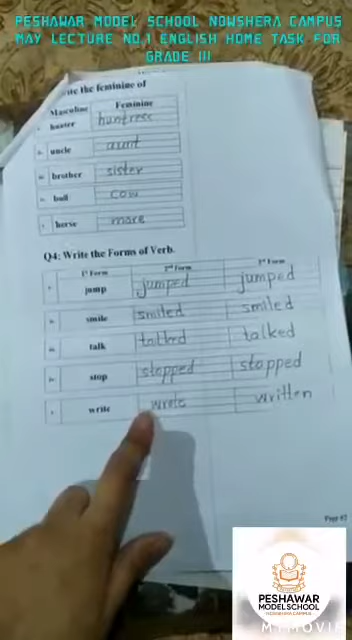 PESHAWAR MODEL SCHOOL NOWSHERA CAMPUS
MAY LECTURE NO.1 ENGLISH HOME TASK FOR
GRADE III
the feminine of
Masculine Feminine
hunter huntress
uncle aunt
brother sister
bull cow
horse mare
Q4: Write the Forms of Verb.
1st Form 2nd Form 3rd Form
jump jumped jumped
smile smiled smiled
talk talked talked
stop stopped stopped
write wrote written
PESHAWAR
MODEL SCHOOL
NOWSHERA CAMPUS